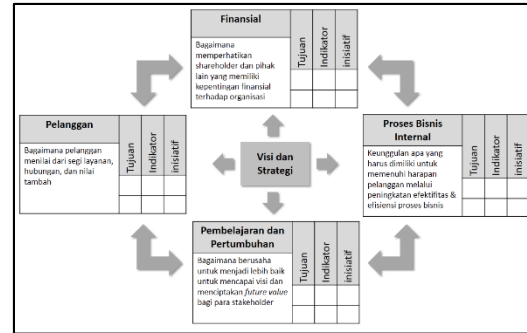 Finansial
Bagaimana
memperhatikan
shareholder dan pihak
lain yang memiliki
kepentingan finansial
terhadap organisasi
Tujuan
Indikator
inisiatif
Pelanggan
Bagaimana pelanggan
menilai dari segi layanan,
hubungan, dan nilai
tambah
Tujuan
Indikator
inisiatif
Visi dan
Strategi
Proses Bisnis
Internal
Keunggulan apa yang
harus dimiliki untuk
memenuhi harapan
pelanggan melalui
peningkatan efektifitas &
efisiensi proses bisnis
Tujuan
Indikator
inisiatif
Pembelajaran dan
Pertumbuhan
Bagaimana berusaha
untuk menjadi lebih baik
untuk mencapai visi dan
menciptakan future value
bagi para stakeholder
Tujuan
Indikator
inisiatif